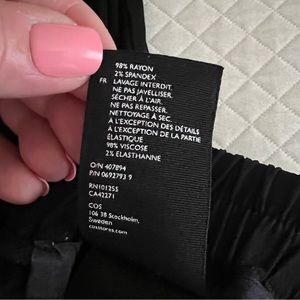 98% RAYON
2% SPANDEX
FR LAVAGE INTERDIT.
NE PAS JAVELLISER.
SÉCHER À L'AIR.
NE PAS REPASSER.
NETTOYAGE À SEC.
À L'EXCEPTION DES DÉTAILS
À L'EXCEPTION DE LA PARTIE
ÉLASTIQUE
98% VISCOSE
2% ELASTHANNE
O/N 407894
P/N 0692793 9
RN101255
CA42271
COS
106 38 Stockholm,
Sweden
cosstores.com